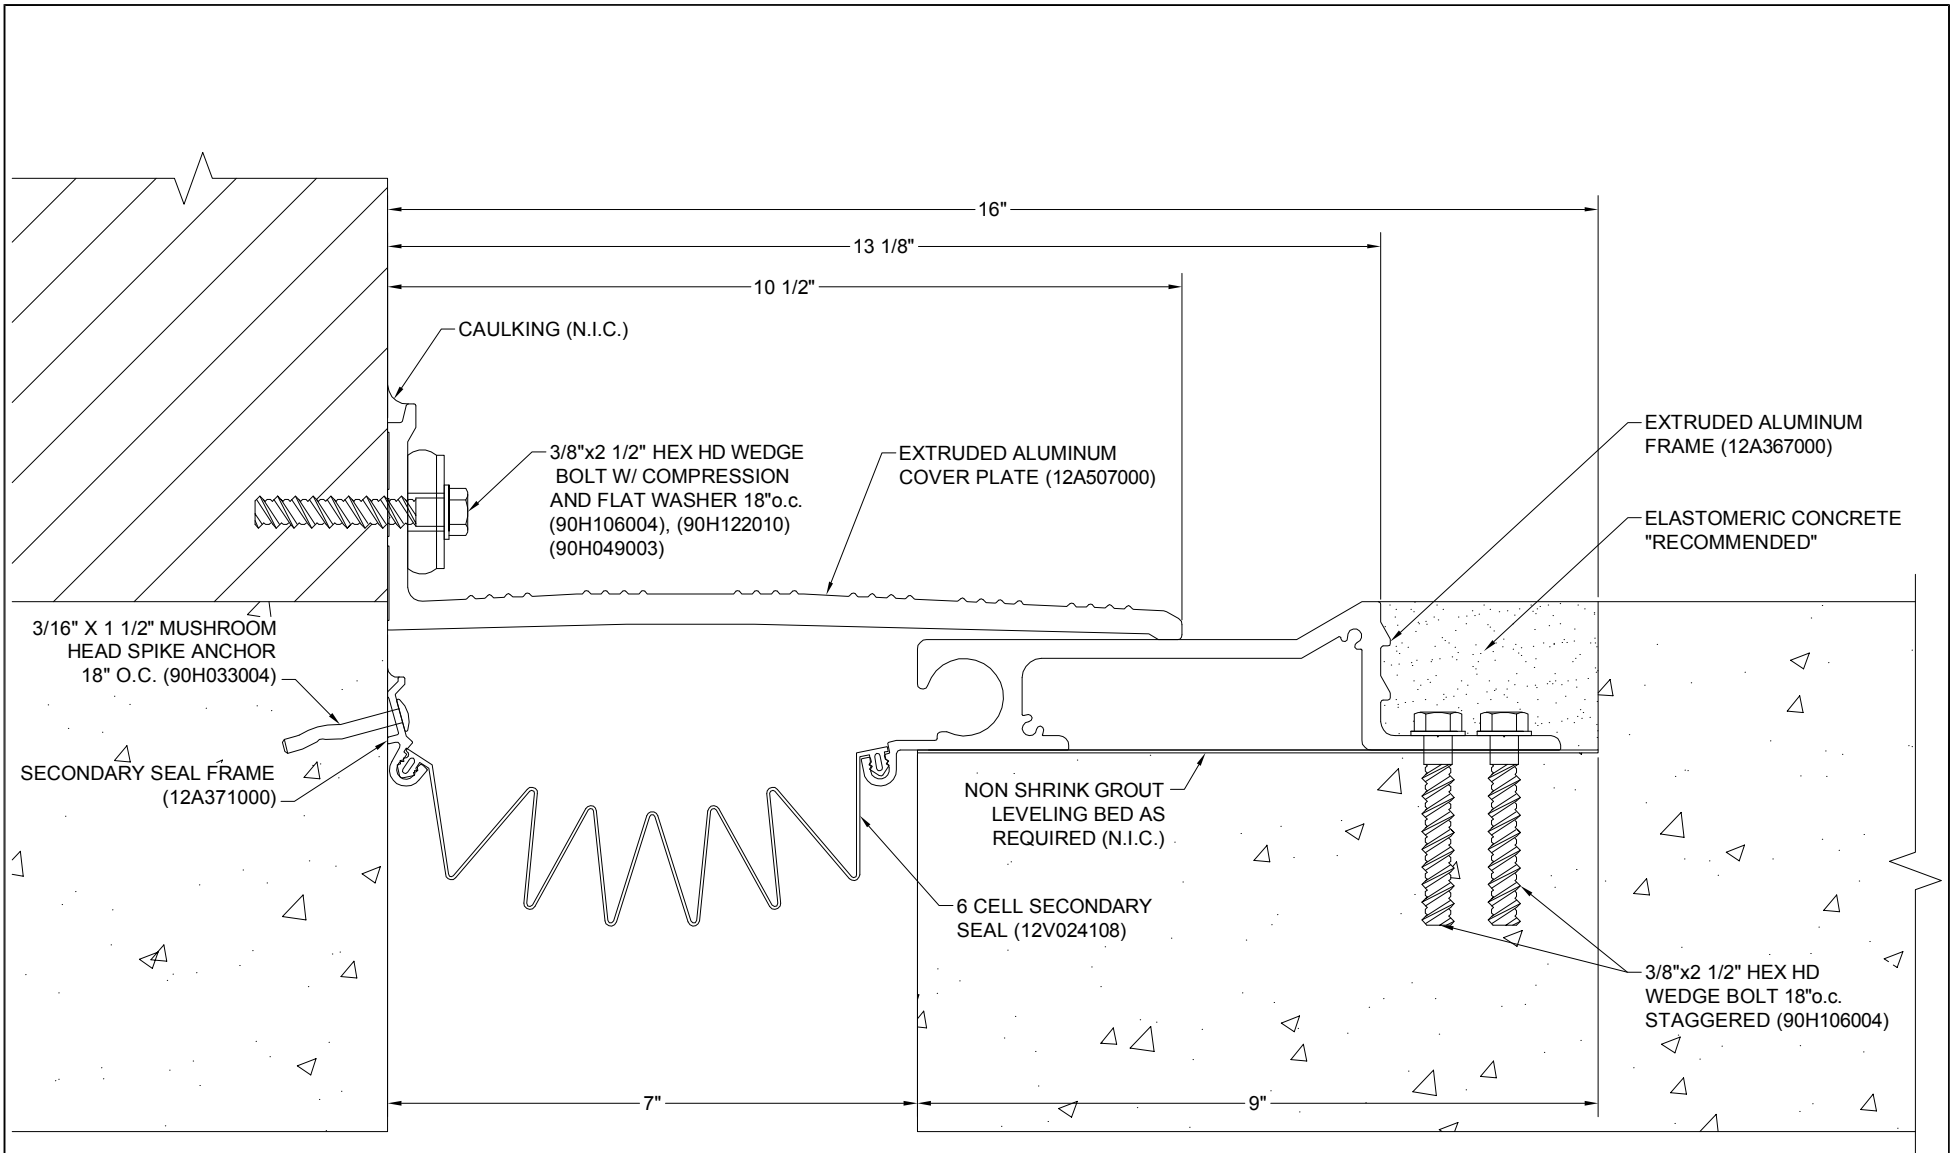 16"
13 1/8"
10 1/2"
CAULKING (N.I.C.)
3/8"x2 1/2" HEX HD WEDGE
BOLT W/ COMPRESSION
AND FLAT WASHER 18"o.c.
(90H106004), (90H122010)
(90H049003)
EXTRUDED ALUMINUM
COVER PLATE (12A507000)
EXTRUDED ALUMINUM
FRAME (12A367000)
ELASTOMERIC CONCRETE
"RECOMMENDED"
3/16" X 1 1/2" MUSHROOM
HEAD SPIKE ANCHOR
18" O.C. (90H033004)
SECONDARY SEAL FRAME
(12A371000)
NON SHRINK GROUT
LEVELING BED AS
REQUIRED (N.I.C.)
6 CELL SECONDARY
SEAL (12V024108)
3/8"x2 1/2" HEX HD
WEDGE BOLT 18"o.c.
STAGGERED (90H106004)
7"
9"